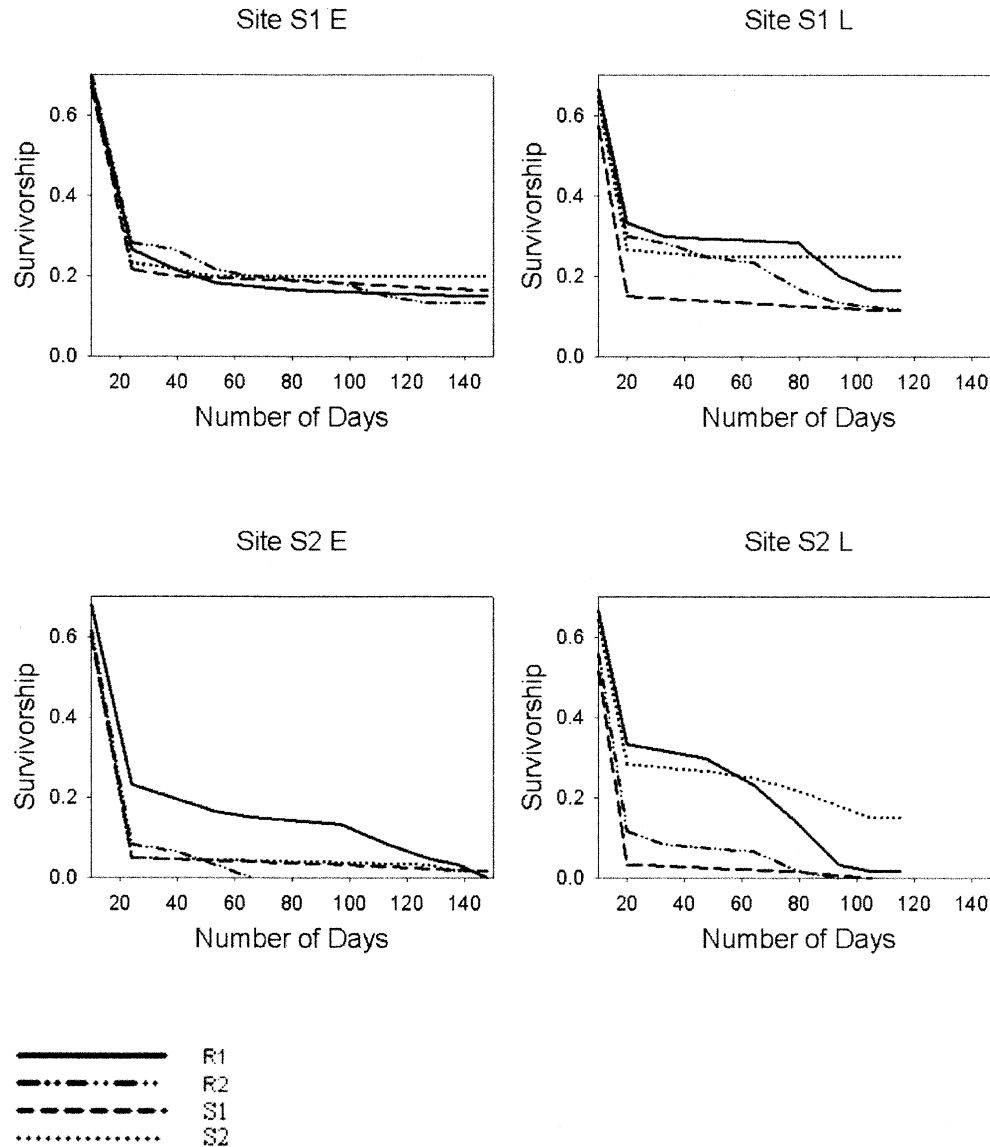 Site S1 E
Site S1 L
Survivorship
0.6
0.4
0.2
0.0
20 40 60 80 100 120 140
Number of Days
Survivorship
0.6
0.4
0.2
0.0
20 40 60 80 100 120 140
Number of Days
Site S2 E
Site S2 L
Survivorship
0.6
0.4
0.2
0.0
20 40 60 80 100 120 140
Number of Days
Survivorship
0.6
0.4
0.2
0.0
20 40 60 80 100 120 140
Number of Days
R1
R2
S1
S2